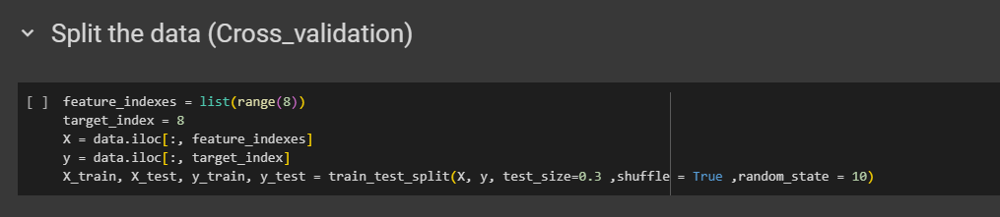 Split the data (Cross_validation)
[ ] feature_indexes = list(range(8))
target_index = 8
X = data.iloc[:, feature_indexes]
y = data.iloc[:, target_index]
X_train, X_test, y_train, y_test = train_test_split(X, y, test_size=0.3 ,shuffle = True ,random_state = 10)